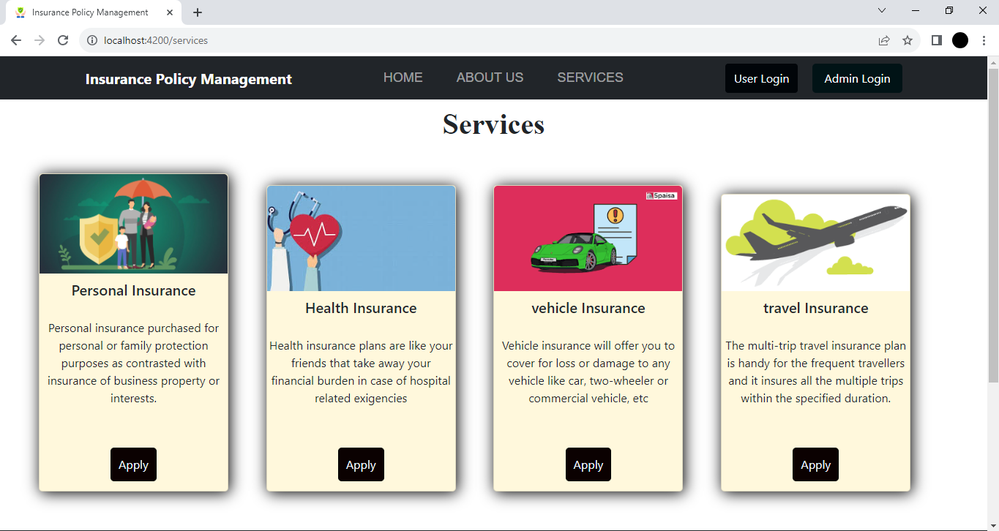 Insurance Policy Management
localhost:4200/services
Insurance Policy Management
HOME
ABOUT US
SERVICES
User Login
Admin Login
Services
Personal Insurance
Personal insurance purchased for
personal or family protection
purposes as contrasted with
insurance of business property or
interests.
Apply
Health Insurance
Health insurance plans are like your
friends that take away your
financial burden in case of hospital
related exigencies
Apply
5paisa
vehicle Insurance
Vehicle insurance will offer you to
cover for loss or damage to any
vehicle like car, two-wheeler or
commercial vehicle, etc
Apply
travel Insurance
The multi-trip travel insurance plan
is handy for the frequent travellers
and it insures all the multiple trips
within the specified duration.
Apply